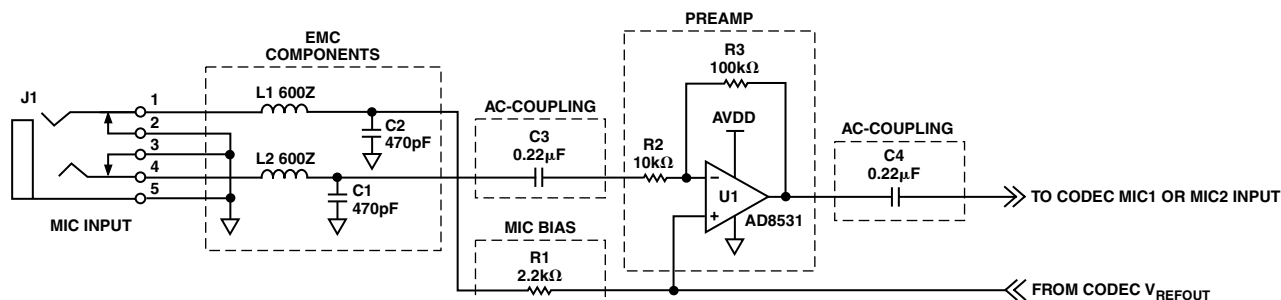 PREAMP
EMC
COMPONENTS
R3
100kΩ
J1
1
L1 600Z
AC-COUPLING
AVDD
AC-COUPLING
2
C2
470pF
C3
0.22µF
R2
10kΩ
C4
0.22µF
3
L2 600Z
4
–
U1
+
AD8531
TO CODEC MIC1 OR MIC2 INPUT
5
C1
470pF
MIC INPUT
MIC BIAS
R1
2.2kΩ
FROM CODEC VREFOUT